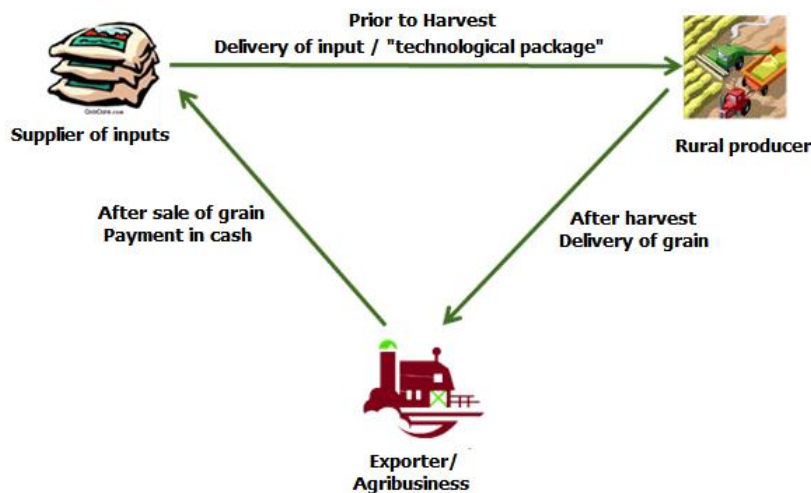 Prior to Harvest
Delivery of input / "technological package"
Supplier of inputs
Rural producer
After sale of grain
Payment in cash
After harvest
Delivery of grain
Exporter/
Agribusiness